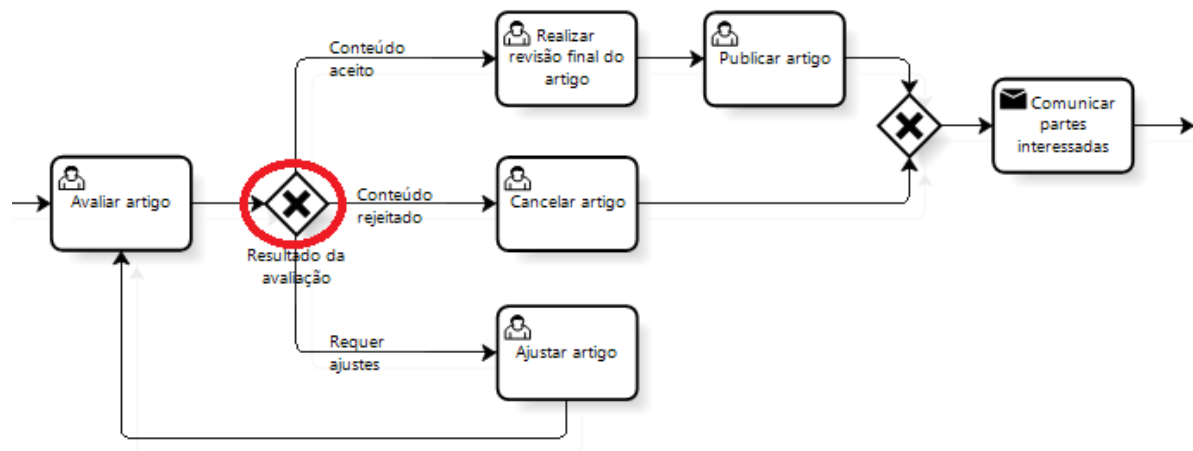 Conteúdo
aceito
Realizar
revisão final do
artigo
Publicar artigo
Comunicar
partes
interessadas
Avaliar artigo
Resultado da
avaliação
Conteúdo
rejeitado
Cancelar artigo
Requer
ajustes
Ajustar artigo